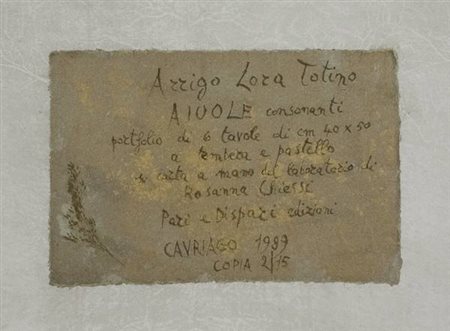 Arrigo Lora Totino
AIUOLE consonanti
portfolio di 6 tavole di cm 40 x 50
a tempera e pastello
su carta a mano del laboratorio di
Rosanna Chiessi
Pari e Dispari edizioni
CAVRIAGO 1989
COPIA 2/15